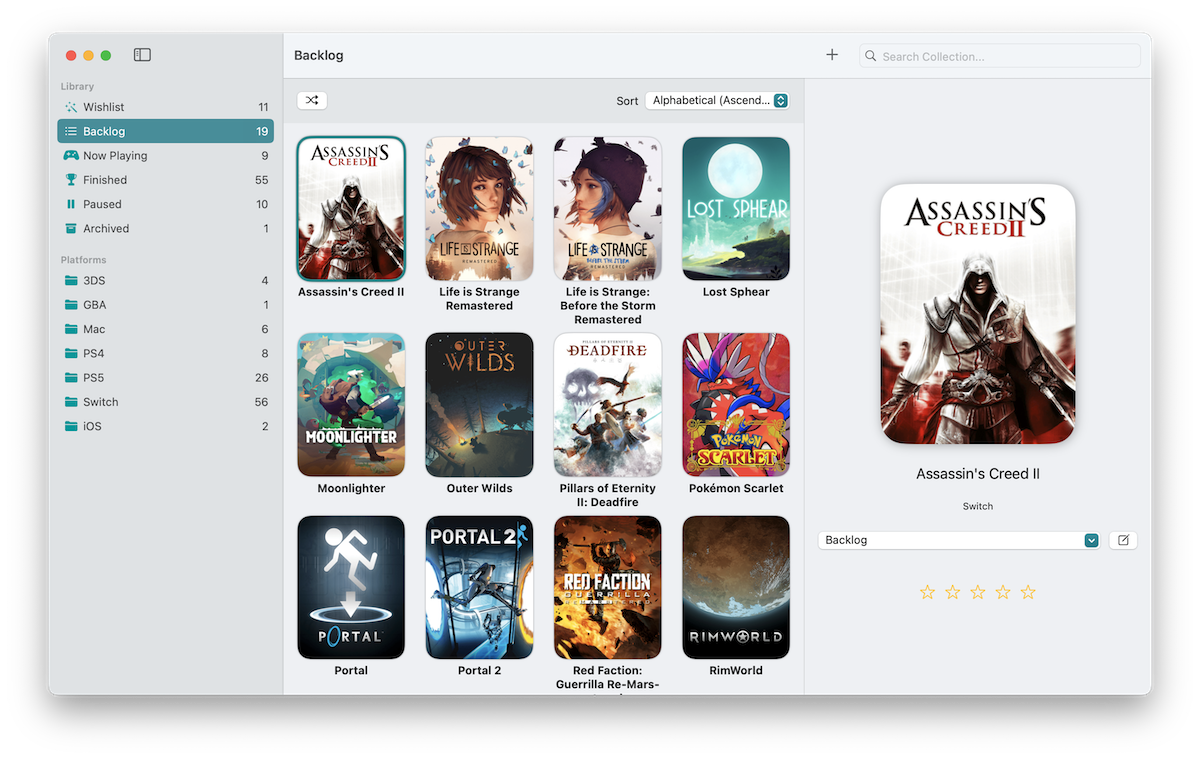 Backlog
Search Collection...
Library
Wishlist 11
Backlog 19
Now Playing 9
Finished 55
Paused 10
Archived 1
Platforms
3DS 4
GBA 1
Mac 6
PS4 8
PS5 26
Switch 56
iOS 2
Sort Alphabetical (Ascend...
ASSASSIN'S
CREED II
LIFE IS STRANGE
REMASTERED
LIFE IS STRANGE
BEFORE THE STORM
REMASTERED
LOST SPHEAR
Assassin's Creed II
Life is Strange
Remastered
Life is Strange:
Before the Storm
Remastered
Lost Sphear
MOONLIGHTER
OUTER
WILDS
PILLARS OF ETERNITY II
DEADFIRE
POKéMON
SCARLET
Moonlighter
Outer Wilds
Pillars of Eternity
II: Deadfire
Pokémon Scarlet
PORTAL
PORTAL 2
RED FACTION
GUERRILLA
RE-MARS-TERED
RIMWORLD
Portal
Portal 2
Red Faction:
Guerrilla Re-Mars-
RimWorld
ASSASSIN'S
CREED II
Assassin's Creed II
Switch
Backlog